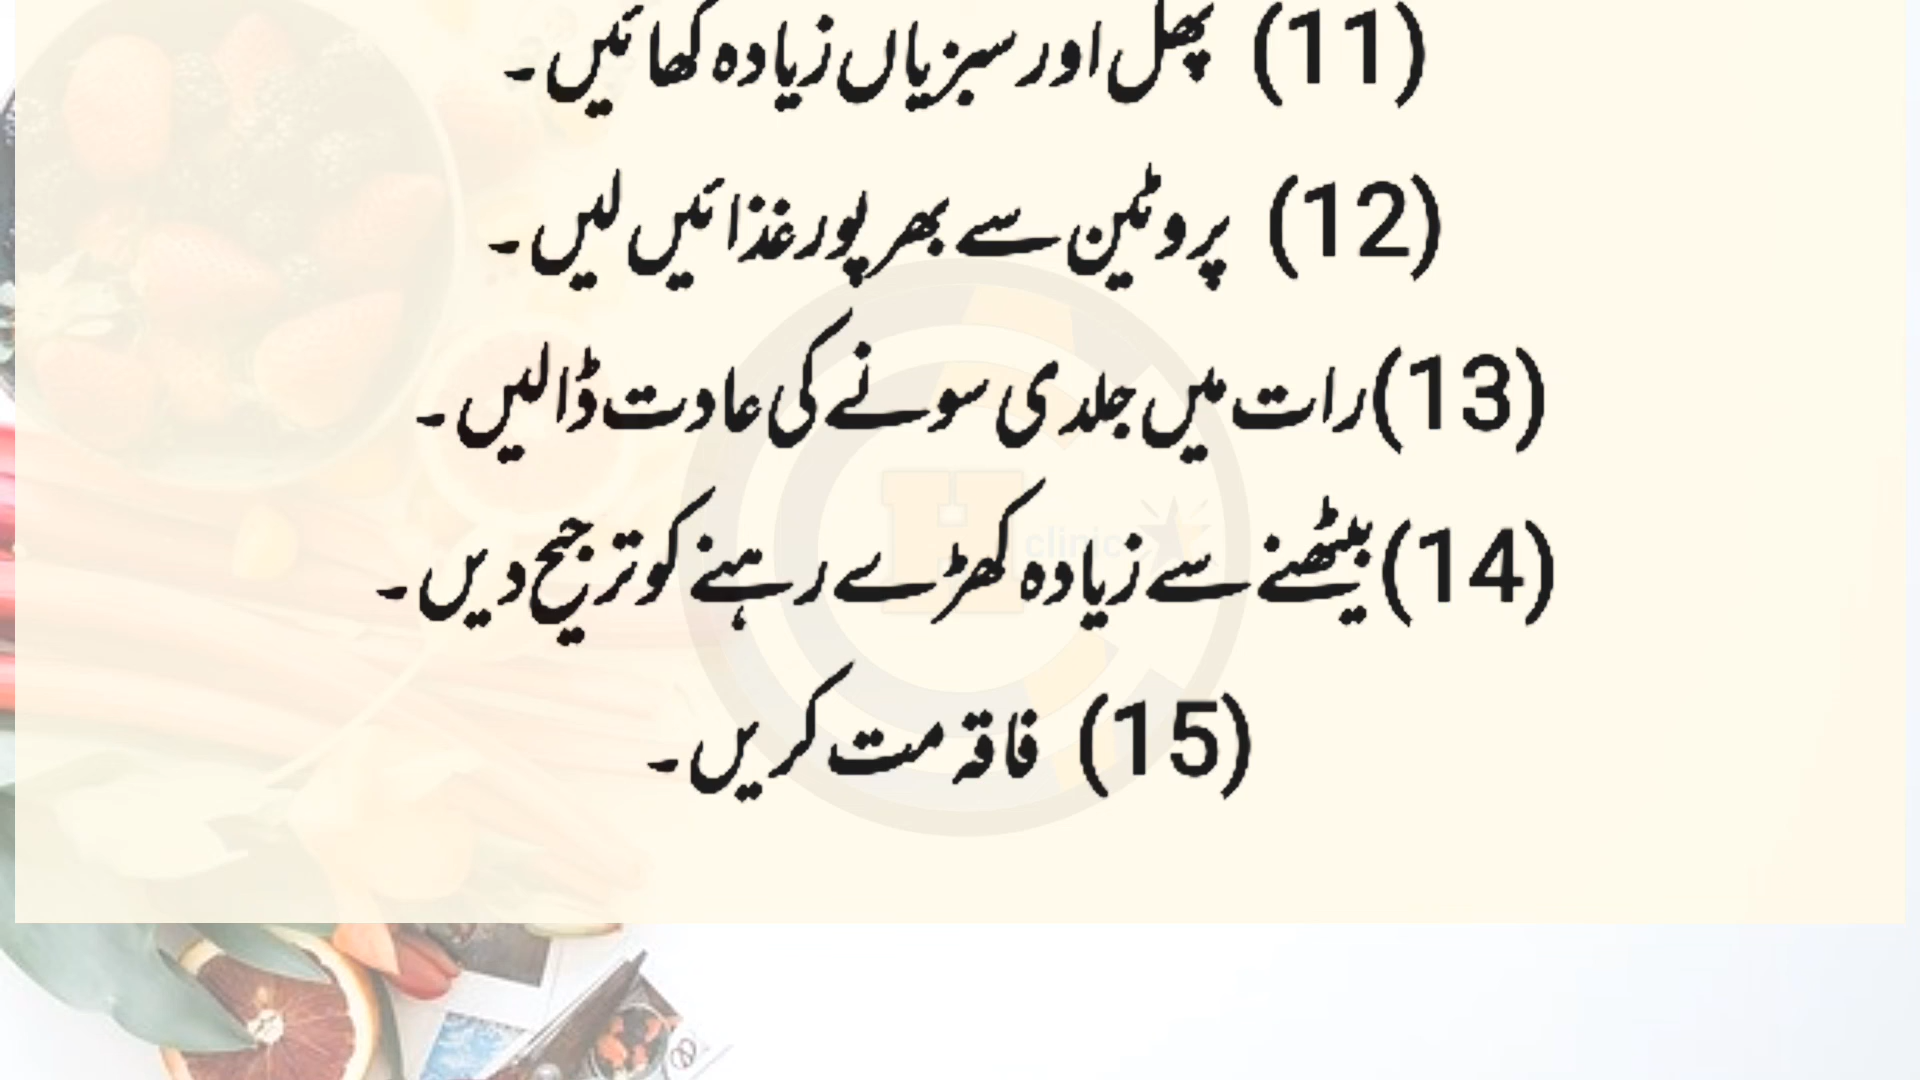 (11) پھل اور سبزیاں زیادہ کھائیں۔
(12) پروٹین سے بھرپور غذائیں لیں۔
(13) رات میں جلدی سونے کی عادت ڈالیں۔
(14) بیٹھنے سے زیادہ کھڑے رہنے کو ترجیح دیں۔
(15) فاقہ مت کریں۔
H clinic